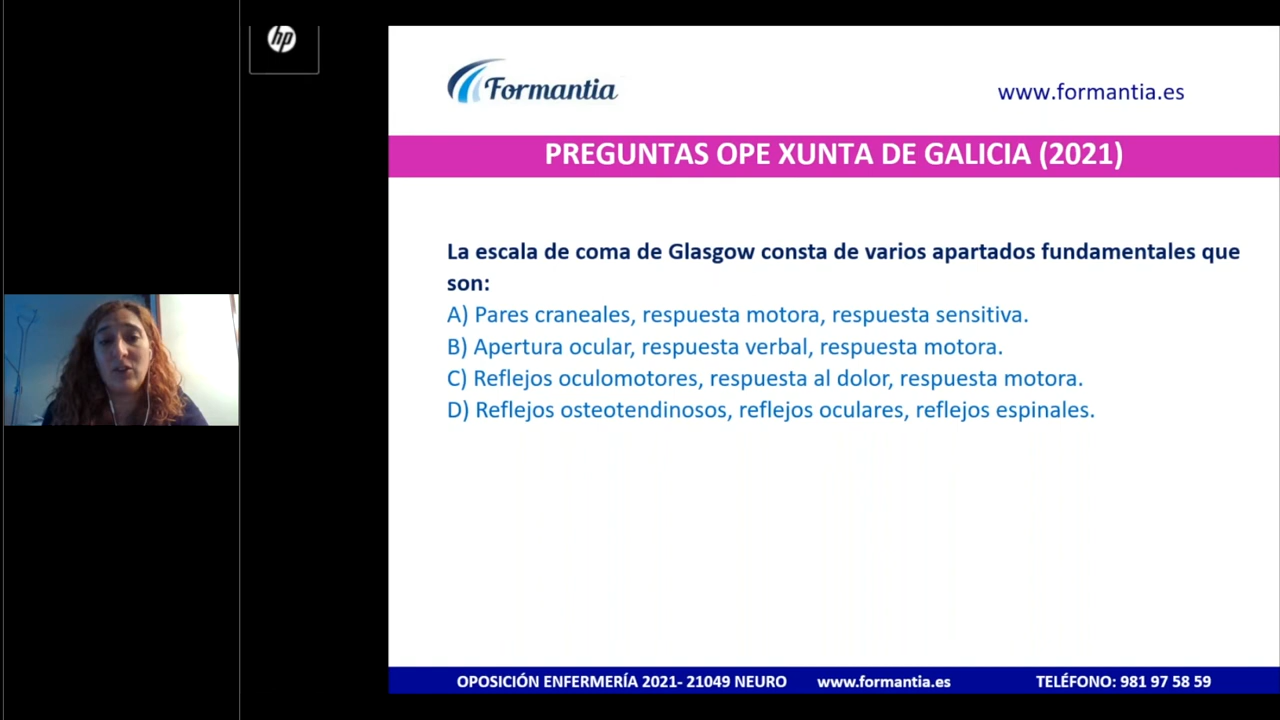 hp
Formantia
www.formantia.es
PREGUNTAS OPE XUNTA DE GALICIA (2021)
La escala de coma de Glasgow consta de varios apartados fundamentales que
son:
A) Pares craneales, respuesta motora, respuesta sensitiva.
B) Apertura ocular, respuesta verbal, respuesta motora.
C) Reflejos oculomotores, respuesta al dolor, respuesta motora.
D) Reflejos osteotendinosos, reflejos oculares, reflejos espinales.
OPOSICIÓN ENFERMERÍA 2021- 21049 NEURO www.formantia.es TELÉFONO: 981 97 58 59